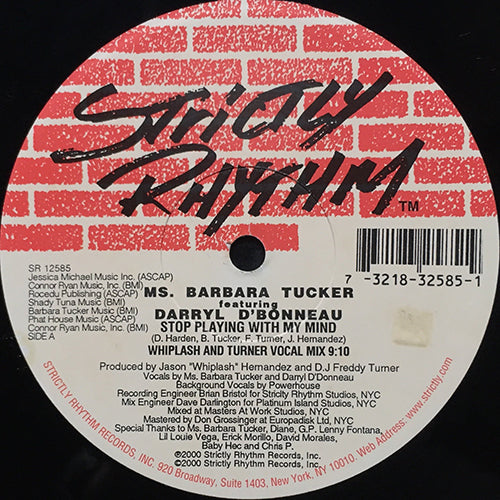 STRICTLY
RHYTHM
TM
SR 12585
Jessica Michael Music Inc. (ASCAP)
Connor Ryan Music, Inc. (BMI)
Rocedu Publishing (ASCAP)
Shady Tuna Music (BMI)
Barbara Tucker Music (BMI)
Phat House Music (ASCAP)
Connor Ryan Music, Inc. (BMI)
SIDE A
7 -3218-32585-1
MS. BARBARA TUCKER
featuring
DARRYL D'BONNEAU
STOP PLAYING WITH MY MIND
(D. Harden, B. Tucker, F. Turner, J. Hernandez)
WHIPLASH AND TURNER VOCAL MIX 9:10
Produced by Jason "Whiplash" Hernandez and D.J Freddy Turner
Vocals by Ms. Barbara Tucker and Darryl D'Donneau
Background Vocals by Powerhouse
Recording Engineer Brian Bristol for Strictly Rhythm Studios, NY
Mix Engineer Dave Darlington for Platinum Island Studios, NY
Mixed at Masters At Work Studios, NY
Mastered by Don Grossinger at Europadisk Ltd, NY
Special Thanks to Ms. Barbara Tucker, Diane, G.P. Lenny Fontana,
Lil Louie Vega, Erick Morillo, David Morales,
Baby Hec and Chris P.
℗2000 Strictly Rhythm Records, Inc.
©2000 Strictly Rhythm Records, Inc.
STRICTLY RHYTHM RECORDS, INC. 920 Broadway, Suite 1403, New York, NY 10010. Web Address: www.strictly.com